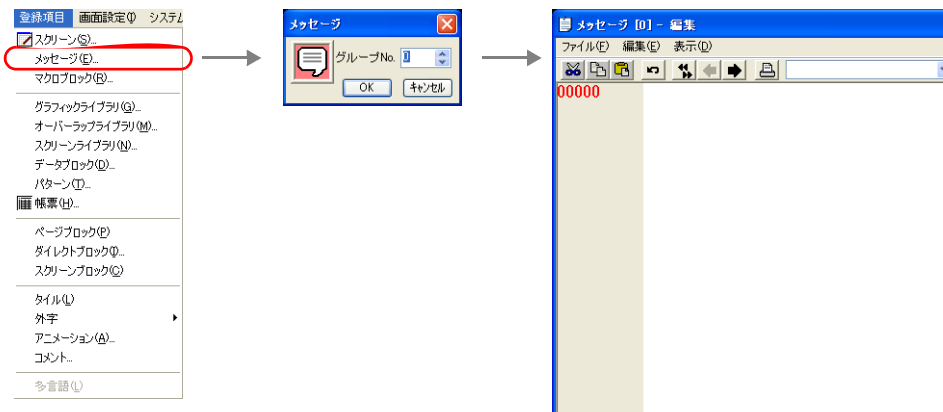 登録項目 画面設定(I) システム
スクリーン(S)...
メッセージ(E)...
マクロブロック(R)...
グラフィックライブラリ(G)...
オーバーラップライブラリ(M)...
スクリーンライブラリ(N)...
データブロック(D)...
パターン(T)...
帳票(H)...
ページブロック(P)
ダイレクトブロック(I)...
スクリーンブロック(C)
タイル(L)
外字
アニメーション(A)...
コメント...
多言語(L)
メッセージ
グループNo. 0
OK キャンセル
メッセージ [0] - 編集
ファイル(F) 編集(E) 表示(D)
00000